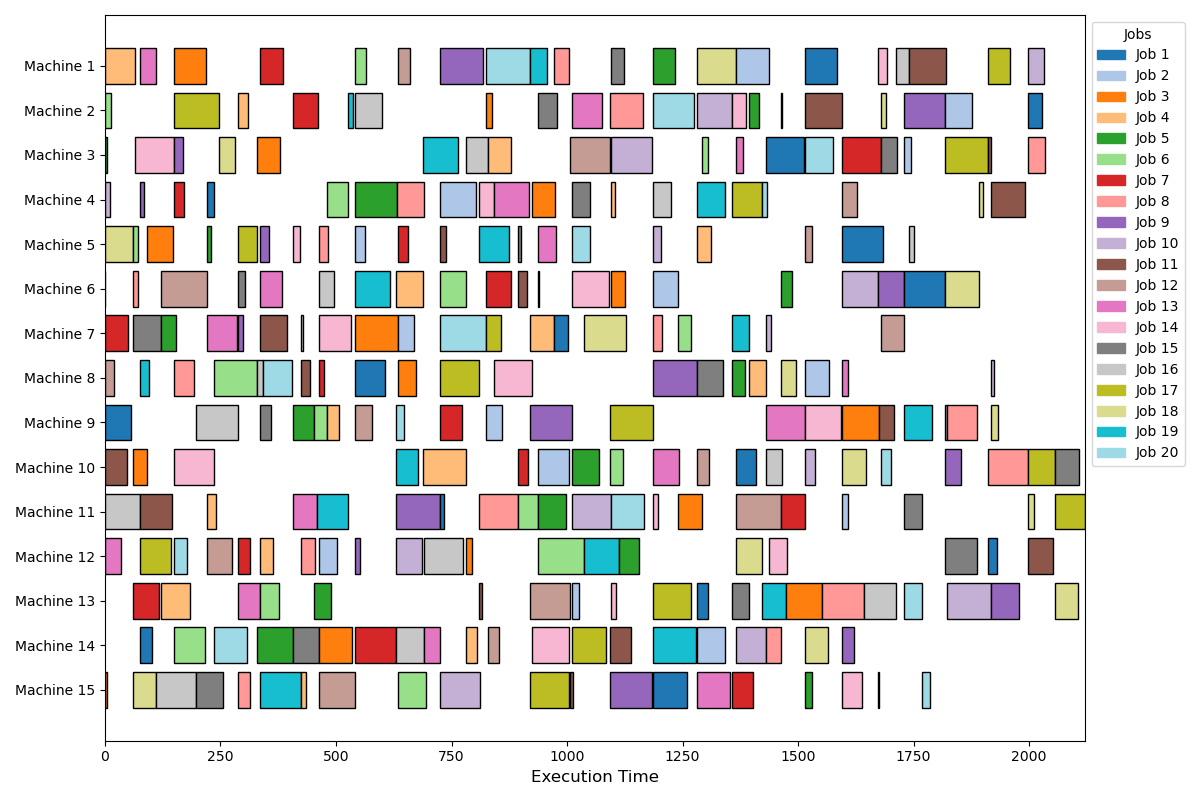 Machine 1
Machine 2
Machine 3
Machine 4
Machine 5
Machine 6
Machine 7
Machine 8
Machine 9
Machine 10
Machine 11
Machine 12
Machine 13
Machine 14
Machine 15
0 250 500 750 1000 1250 1500 1750 2000
Execution Time
Jobs
Job 1
Job 2
Job 3
Job 4
Job 5
Job 6
Job 7
Job 8
Job 9
Job 10
Job 11
Job 12
Job 13
Job 14
Job 15
Job 16
Job 17
Job 18
Job 19
Job 20